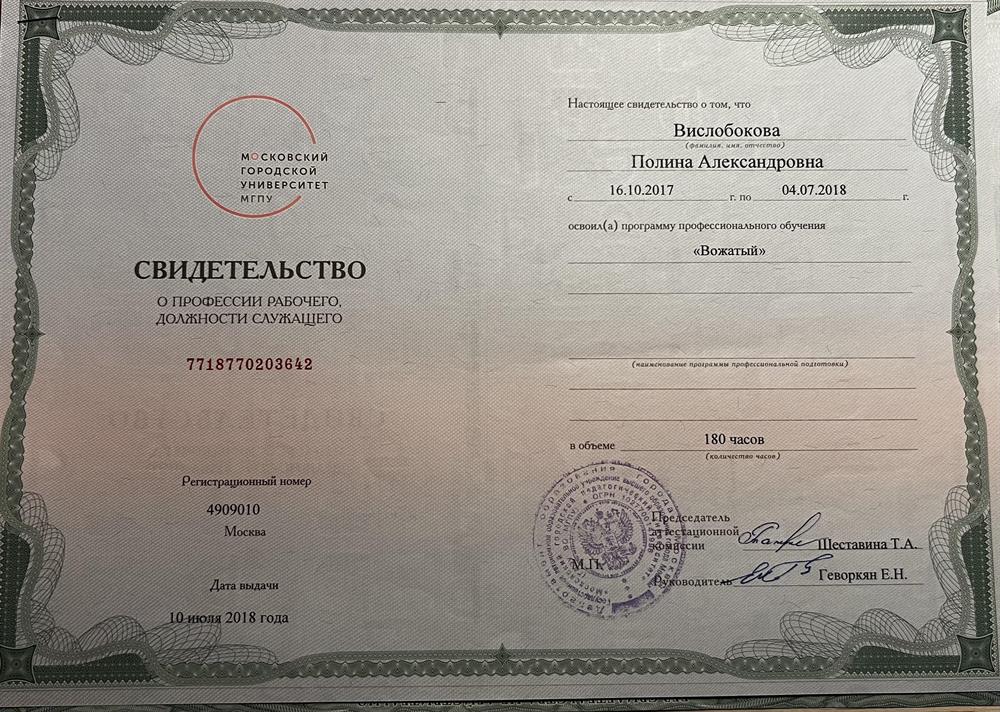 МОСКОВСКИЙ
ГОРОДСКОЙ
УНИВЕРСИТЕТ
МГПУ
СВИДЕТЕЛЬСТВО
О ПРОФЕССИИ РАБОЧЕГО,
ДОЛЖНОСТИ СЛУЖАЩЕГО
7718770203642
Регистрационный номер
4909010
Москва
Дата выдачи
10 июля 2018 года
Настоящее свидетельство о том, что
Вислобокова
(фамилия, имя, отчество)
Полина Александровна
с 16.10.2017 г. по 04.07.2018 г.
освоил(а) программу профессионального обучения
«Вожатый»
(наименование программы профессиональной подготовки)
в объеме 180 часов
(количество часов)
Председатель
аттестационной
комиссии Шеставина Т.А.
М.П.
Руководитель Геворкян Е.Н.